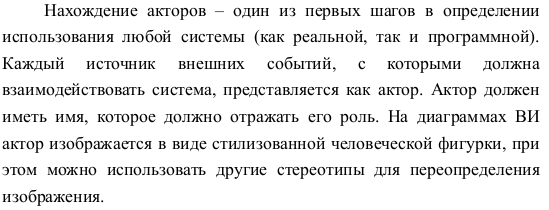 Нахождение акторов – один из первых шагов в определении
использования любой системы (как реальной, так и программной).
Каждый источник внешних событий, с которыми должна
взаимодействовать система, представляется как актор. Актор должен
иметь имя, которое должно отражать его роль. На диаграммах ВИ
актор изображается в виде стилизованной человеческой фигурки, при
этом можно использовать другие стереотипы для переопределения
изображения.